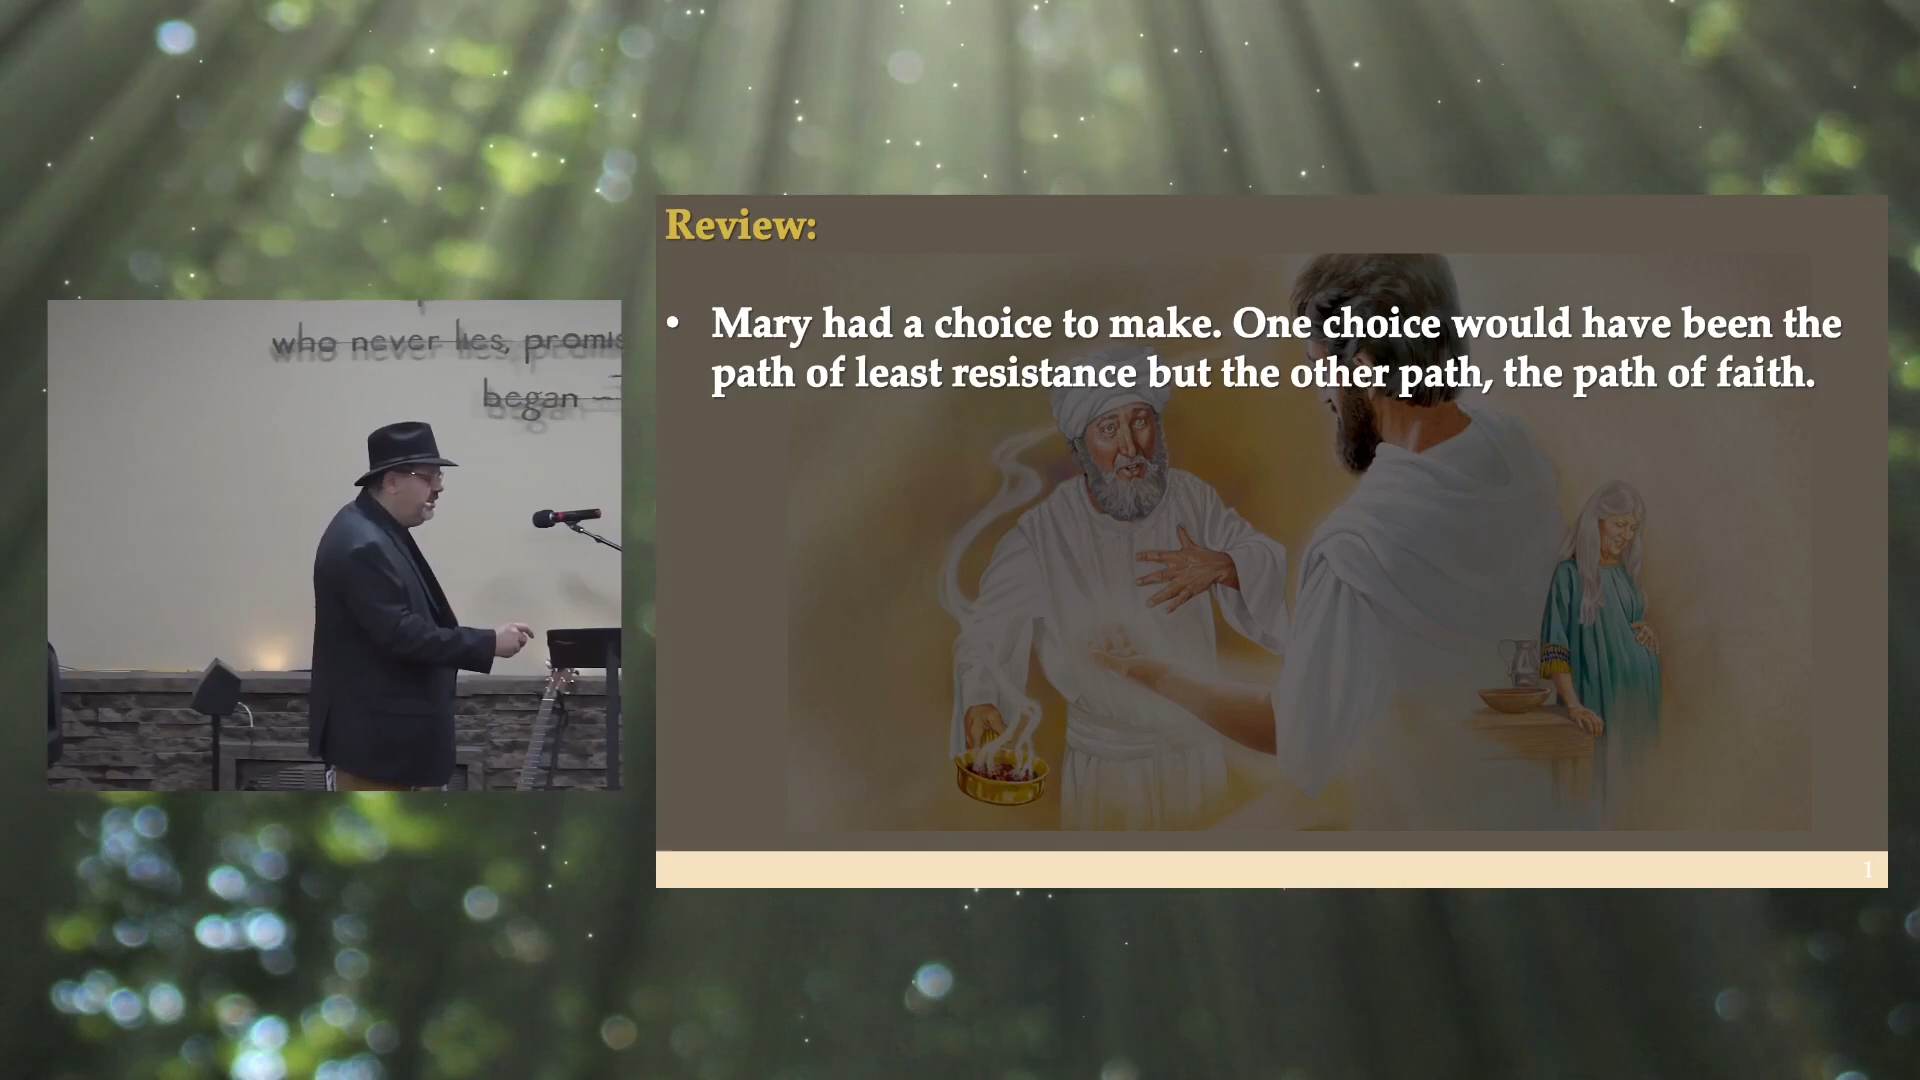 who never lies, promis
began –
Review:
• Mary had a choice to make. One choice would have been the
path of least resistance but the other path, the path of faith.
1